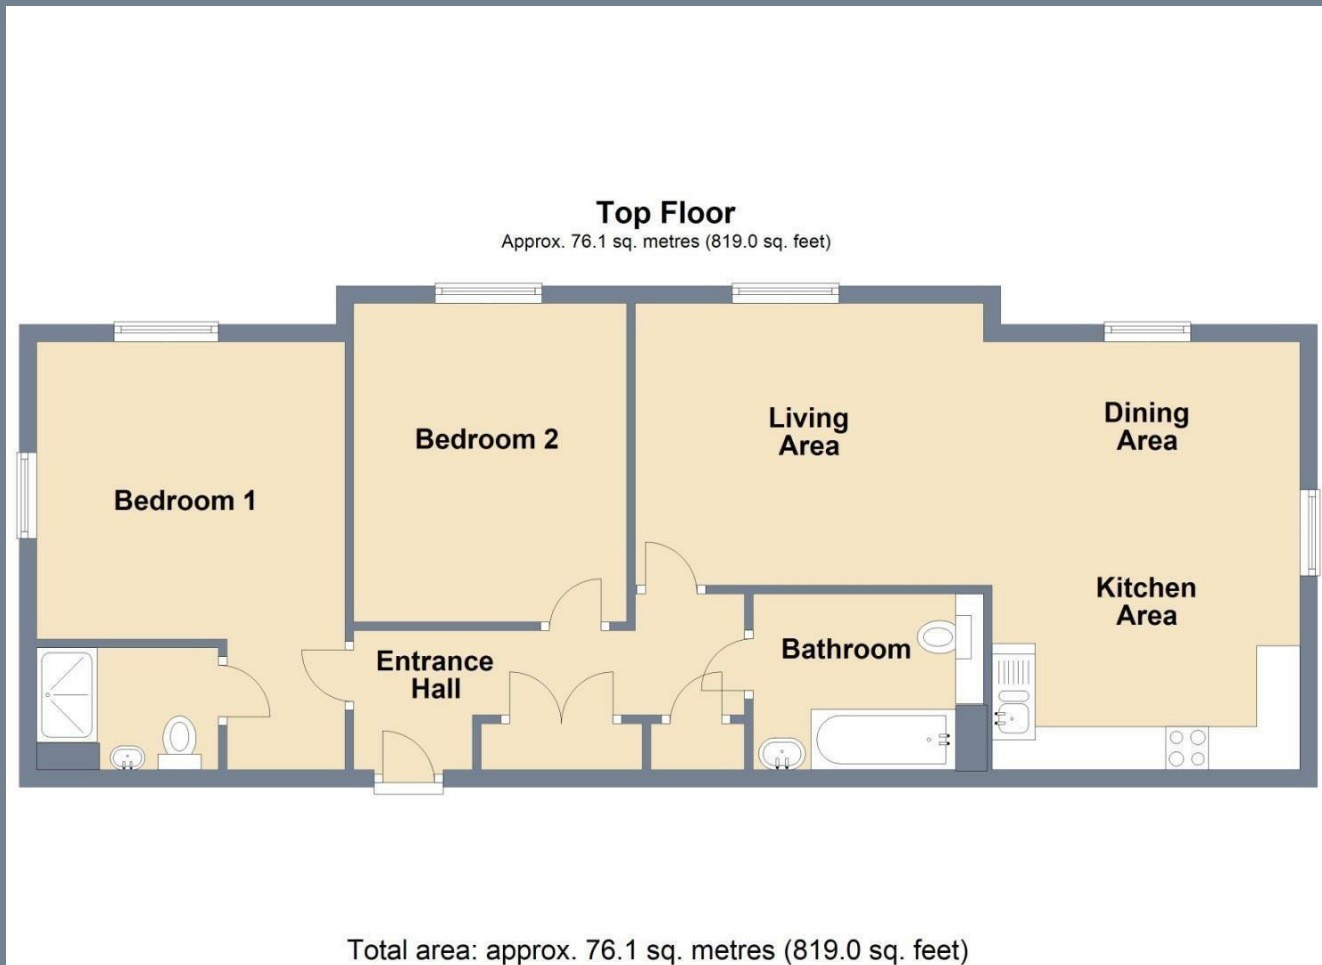 Top Floor
Approx. 76.1 sq. metres (819.0 sq. feet)
Living
Area
Dining
Area
Bedroom 2
Bedroom 1
Kitchen
Area
Bathroom
Entrance
Hall
Total area: approx. 76.1 sq. metres (819.0 sq. feet)